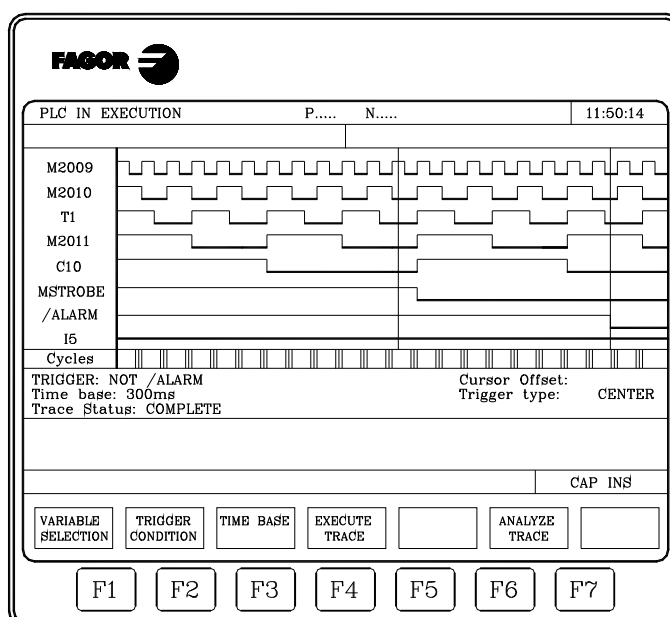 FAGOR
PLC IN EXECUTION P..... N..... 11:50:14
M2009
M2010
T1
M2011
C10
MSTROBE
/ALARM
I5
Cycles
TRIGGER: NOT /ALARM Cursor Offset:
Time base: 300ms Trigger type: CENTER
Trace Status: COMPLETE
CAP INS
VARIABLE SELECTION
TRIGGER CONDITION
TIME BASE
EXECUTE TRACE
ANALYZE TRACE
F1 F2 F3 F4 F5 F6 F7